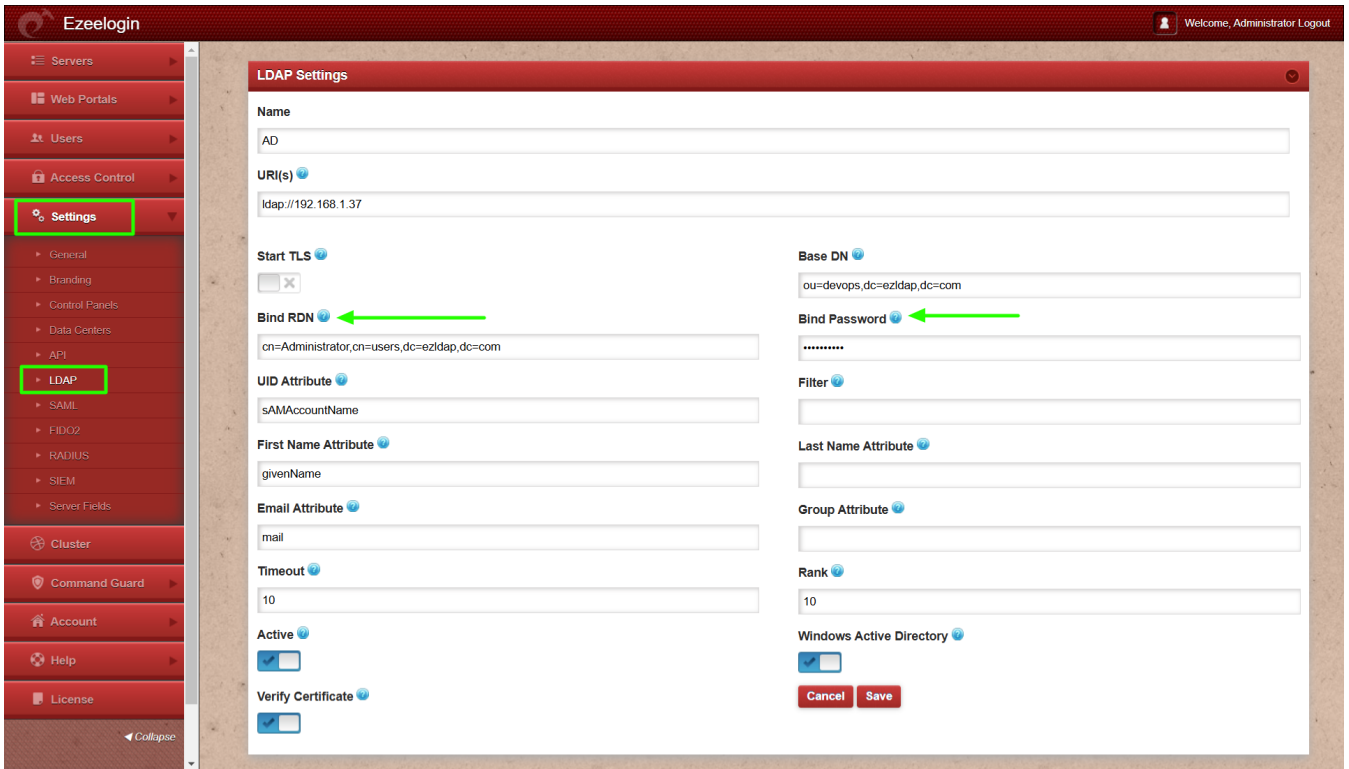 Ezeelogin
Welcome, Administrator Logout
Servers
Web Portals
Users
Access Control
Settings
General
Branding
Control Panels
Data Centers
API
LDAP
SAML
FIDO2
RADIUS
SIEM
Server Fields
Cluster
Command Guard
Account
Help
License
Collapse
LDAP Settings
Name
AD
URI(s)
ldap://192.168.1.37
Start TLS
Base DN
ou=devops,dc=ezldap,dc=com
Bind RDN
Bind Password
cn=Administrator,cn=users,dc=ezldap,dc=com
••••••••••
UID Attribute
Filter
sAMAccountName
First Name Attribute
Last Name Attribute
givenName
Email Attribute
Group Attribute
mail
Timeout
Rank
10
10
Active
Windows Active Directory
Verify Certificate
Cancel Save